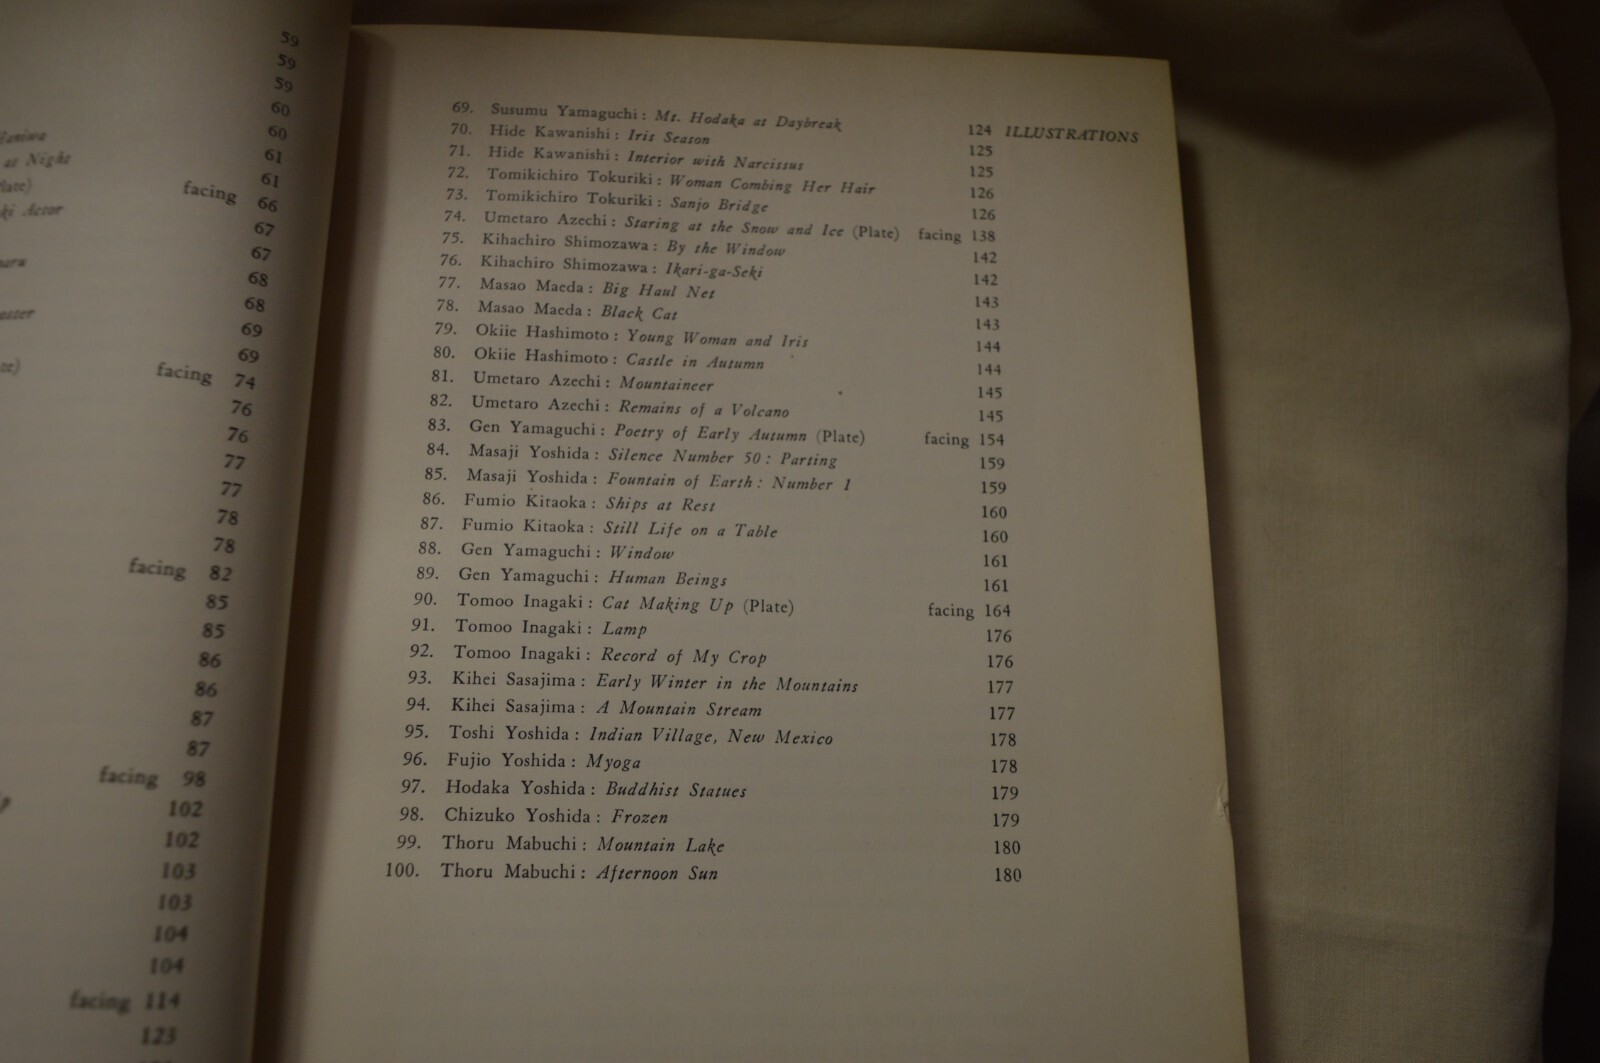 59
59
59
60
60
61
61
at Night
facing 66
67
67
68
68
69
69
facing 74
76
76
77
77
78
78
facing 82
85
85
86
86
87
87
facing 98
102
102
103
103
104
104
facing 114
123
ILLUSTRATIONS
69. Susumu Yamaguchi: Mt. Hodaka at Daybreak 124
70. Hide Kawanishi: Iris Season 125
71. Hide Kawanishi: Interior with Narcissus 125
72. Tomikichiro Tokuriki: Woman Combing Her Hair 126
73. Tomikichiro Tokuriki: Sanjo Bridge 126
74. Umetaro Azechi: Staring at the Snow and Ice (Plate) facing 138
75. Kihachiro Shimozawa: By the Window 142
76. Kihachiro Shimozawa: Ikari-ga-Seki 142
77. Masao Maeda: Big Haul Net 143
78. Masao Maeda: Black Cat 143
79. Okiie Hashimoto: Young Woman and Iris 144
80. Okiie Hashimoto: Castle in Autumn 144
81. Umetaro Azechi: Mountaineer 145
82. Umetaro Azechi: Remains of a Volcano 145
83. Gen Yamaguchi: Poetry of Early Autumn (Plate) facing 154
84. Masaji Yoshida: Silence Number 50: Parting 159
85. Masaji Yoshida: Fountain of Earth: Number 1 159
86. Fumio Kitaoka: Ships at Rest 160
87. Fumio Kitaoka: Still Life on a Table 160
88. Gen Yamaguchi: Window 161
89. Gen Yamaguchi: Human Beings 161
90. Tomoo Inagaki: Cat Making Up (Plate) facing 164
91. Tomoo Inagaki: Lamp 176
92. Tomoo Inagaki: Record of My Crop 176
93. Kihei Sasajima: Early Winter in the Mountains 177
94. Kihei Sasajima: A Mountain Stream 177
95. Toshi Yoshida: Indian Village, New Mexico 178
96. Fujio Yoshida: Myoga 178
97. Hodaka Yoshida: Buddhist Statues 179
98. Chizuko Yoshida: Frozen 179
99. Thoru Mabuchi: Mountain Lake 180
100. Thoru Mabuchi: Afternoon Sun 180